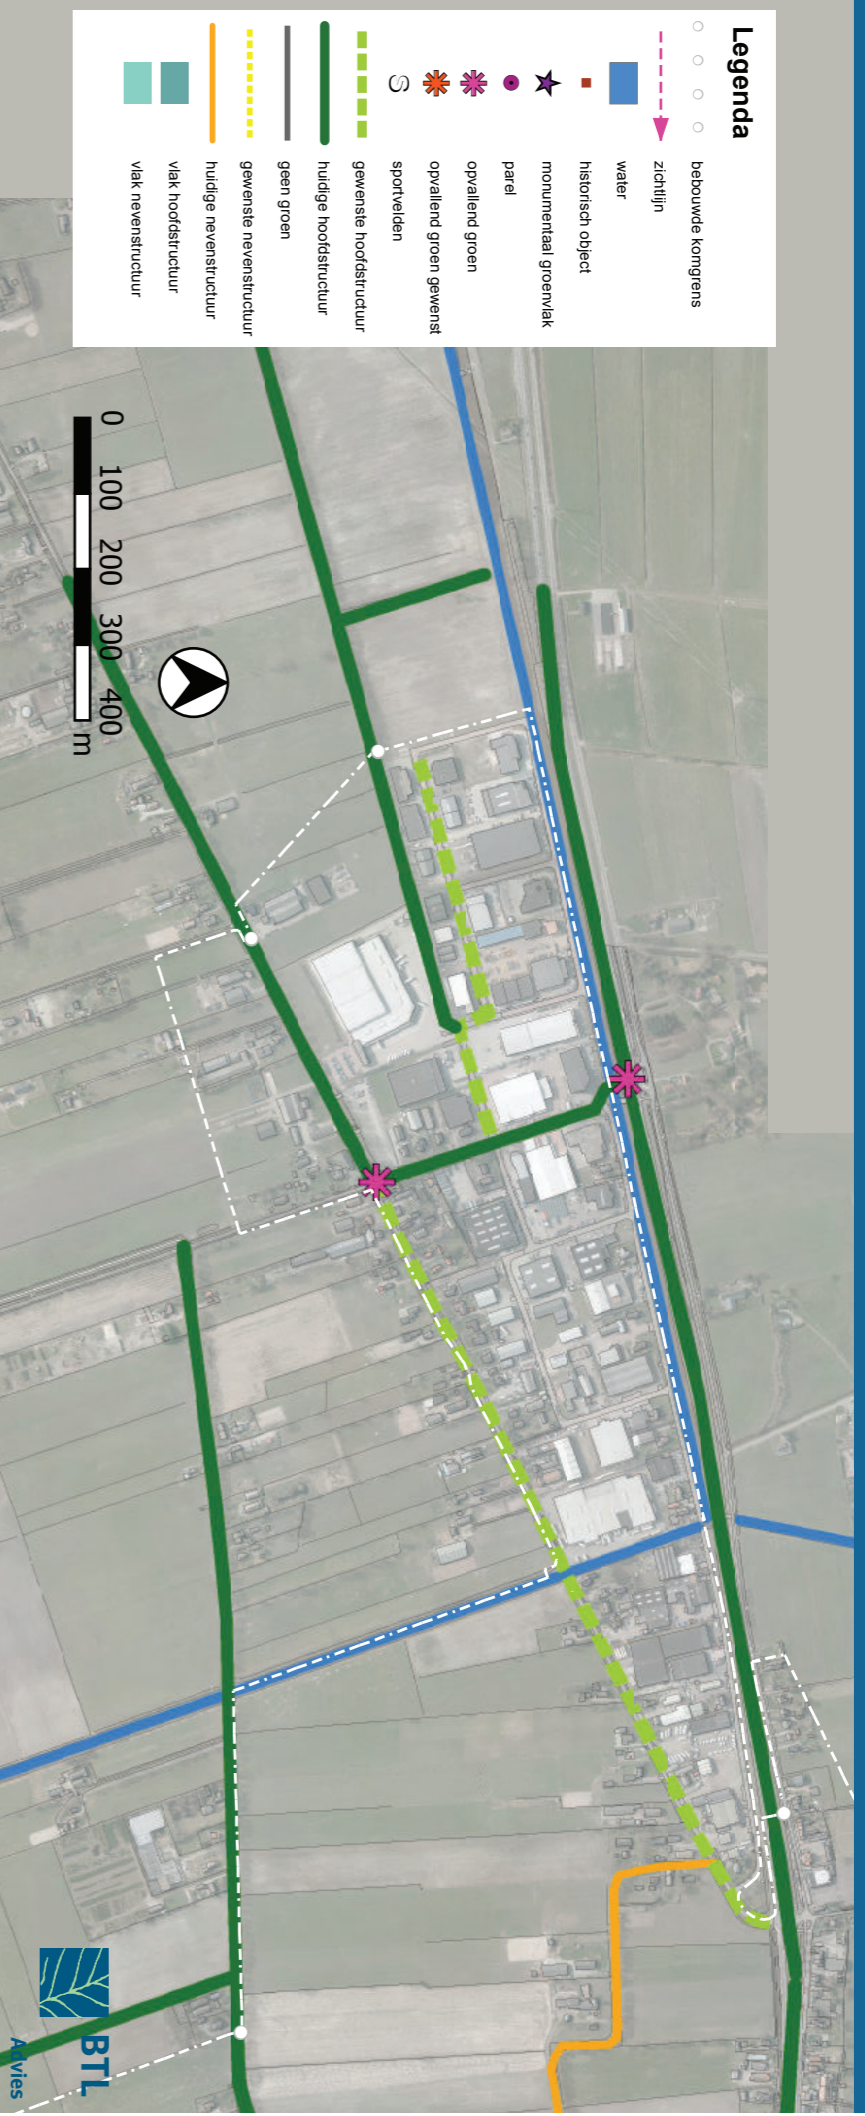 Legenda
bebouwde komgrens
zichtlijn
water
historisch object
monumentaal groenvlak
parel
opvallend groen
opvallend groen gewenst
S sportvelden
gewenste hoofdstructuur
huidige hoofdstructuur
geen groen
gewenste nevenstructuur
huidige nevenstructuur
vlak hoofdstructuur
vlak nevenstructuur
0 100 200 300 400 m
BTL
Advies